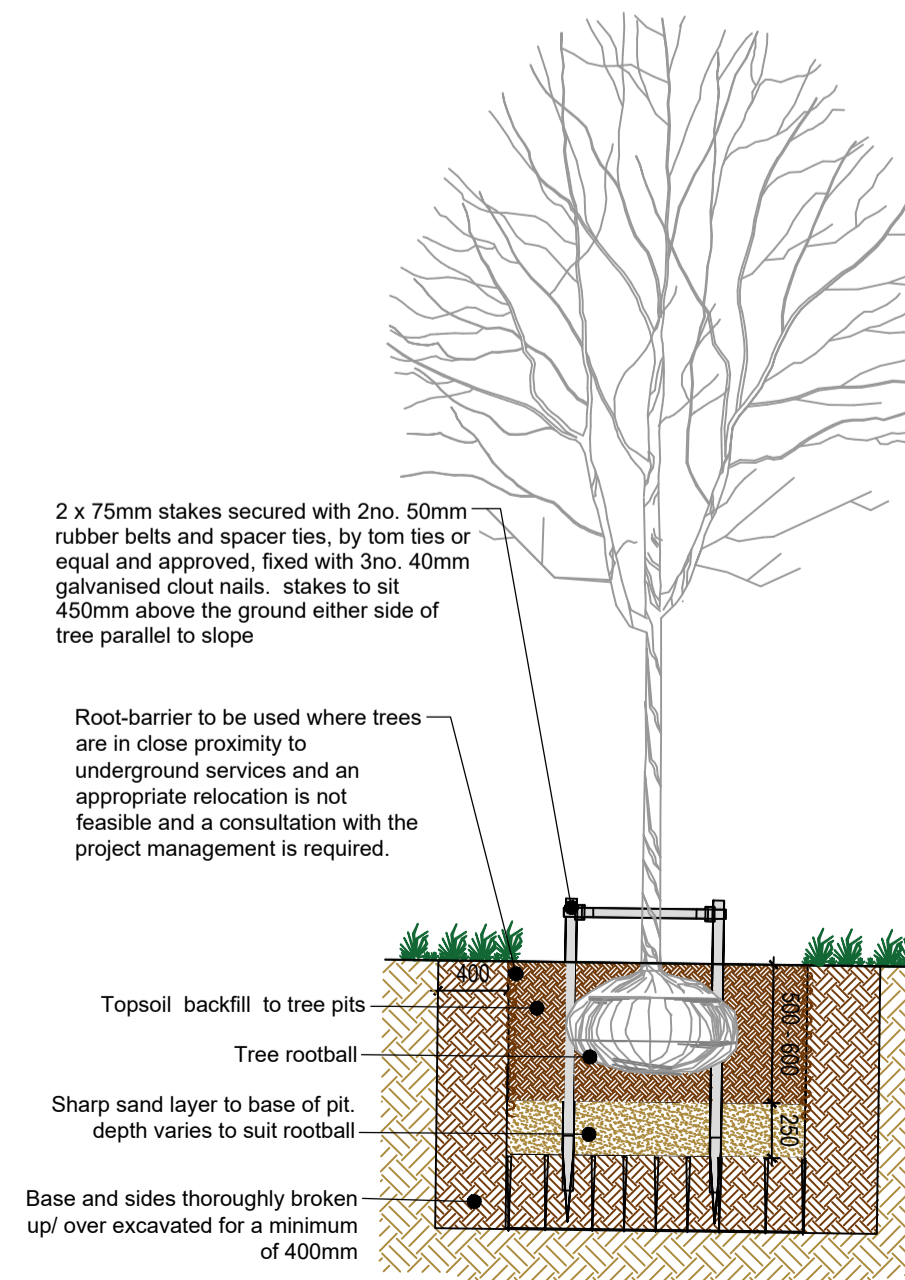 2 x 75mm stakes secured with 2no. 50mm
rubber belts and spacer ties, by tom ties or
equal and approved, fixed with 3no. 40mm
galvanised clout nails.  stakes to sit
450mm above the ground either side of
tree parallel to slope
Root-barrier to be used where trees
are in close proximity to
underground services and an
appropriate relocation is not
feasible and a consultation with the
project management is required.
400
Topsoil  backfill  to tree pits
500 - 600
Tree rootball
Sharp sand layer to base of pit.
depth varies to suit rootball
250
Base and sides thoroughly broken
up/ over excavated for a minimum
of 400mm